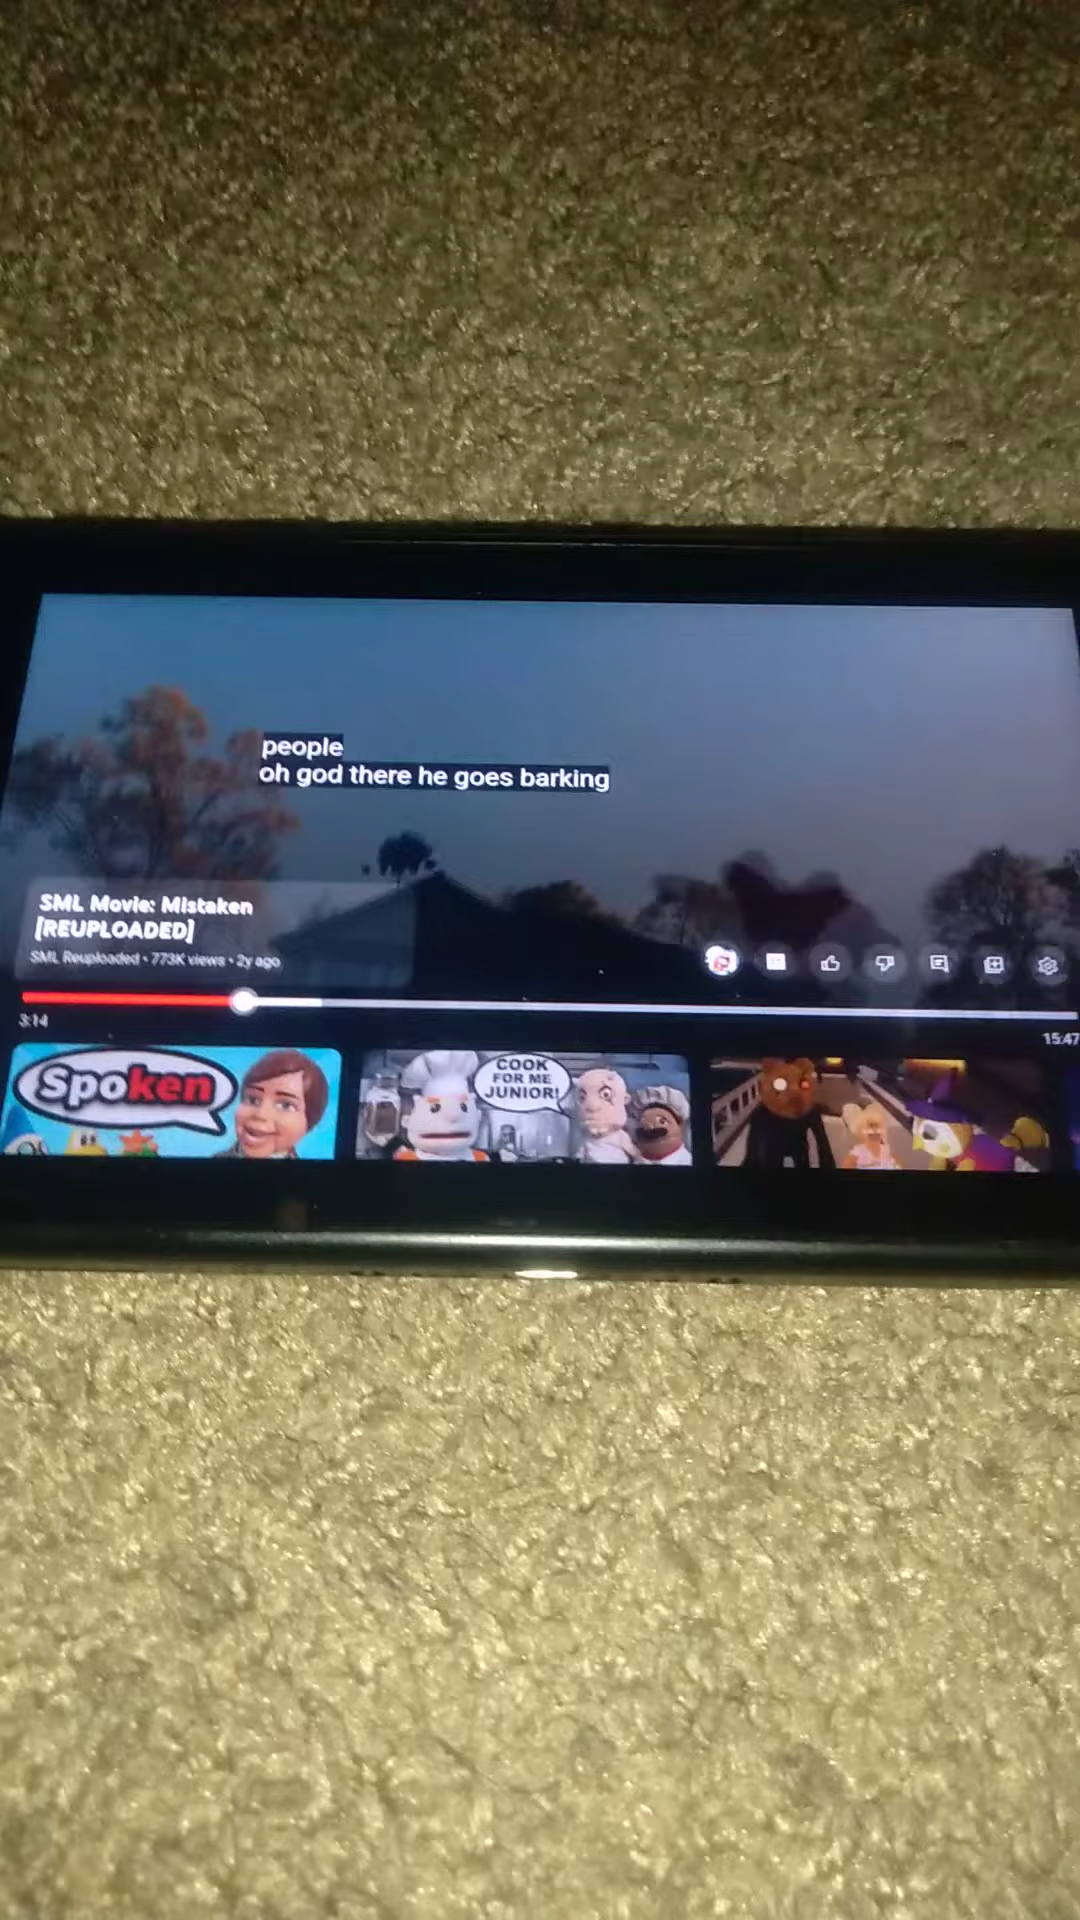 people
oh god there he goes barking
SML Movie: Mistaken
[REUPLOADED]
SML Reuploaded • 773K views • 2y ago
3:14
15:47
Spoken
COOK
FOR ME
JUNIOR!